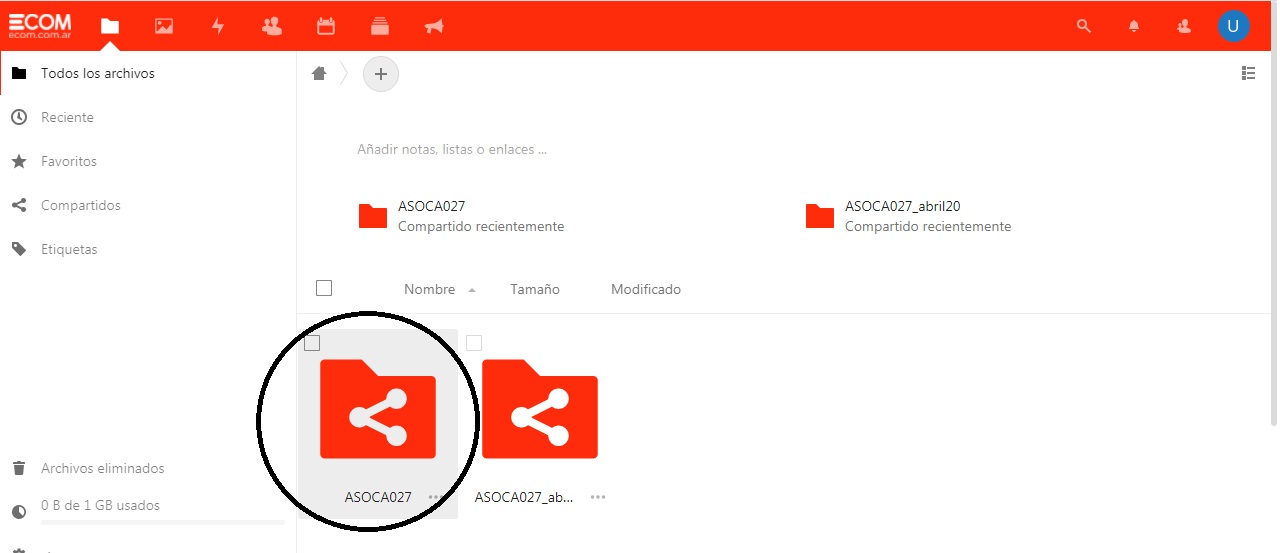 ECOM
ecom.com.ar
U
Todos los archivos
Reciente
Favoritos
Compartidos
Etiquetas
Añadir notas, listas o enlaces ...
ASOCA027
Compartido recientemente
ASOCA027_abril20
Compartido recientemente
Nombre Tamaño Modificado
ASOCA027 ...
ASOCA027_ab... ...
Archivos eliminados
0 B de 1 GB usados